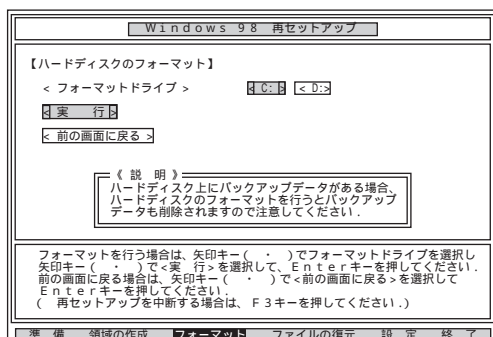 Windows 98 再セットアップ
【ハードディスクのフォーマット】
< フォーマットドライブ > < C: > < D:>
< 実 行 >
< 前の画面に戻る >
《 説 明 》
ハードディスク上にバックアップデータがある場合、
ハードディスクのフォーマットを行うとバックアップ
データも削除されますので注意してください.
フォーマットを行う場合は、矢印キー( ・ )でフォーマットドライブを選択し
矢印キー( ・ )で<実 行>を選択して、Enterキーを押してください.
前の画面に戻る場合は、矢印キー( ・ )で<前の画面に戻る>を選択して
Enterキーを押してください.
( 再セットアップを中断する場合は、F3キーを押してください.)
準 備 領域の作成 フォーマット ファイルの復元 設 定 終 了